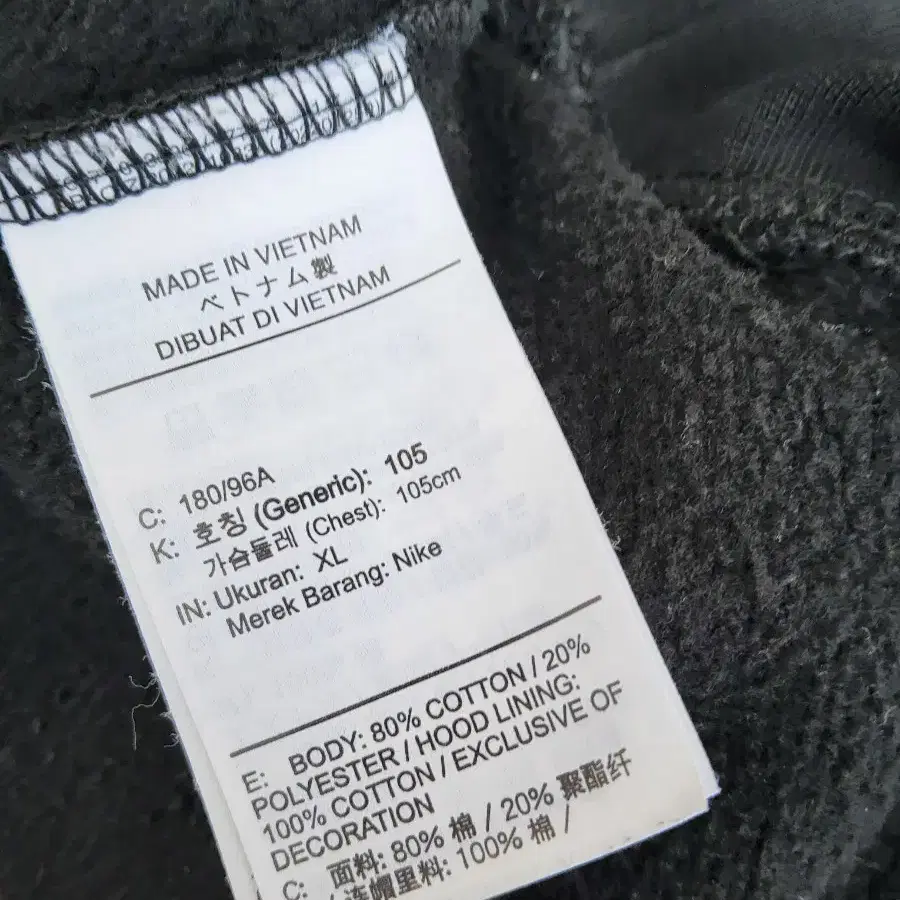 MADE IN VIETNAM
ベトナム製
DIBUAT DI VIETNAM
C: 180/96A
K: 호칭 (Generic): 105
가슴둘레 (Chest): 105cm
IN: Ukuran: XL
Merek Barang: Nike
E: BODY: 80% COTTON / 20%
POLYESTER / HOOD LINING:
100% COTTON / EXCLUSIVE OF
DECORATION
C: 面料: 80% 棉 / 20% 聚酯纤
/ 连帽里料: 100% 棉 /